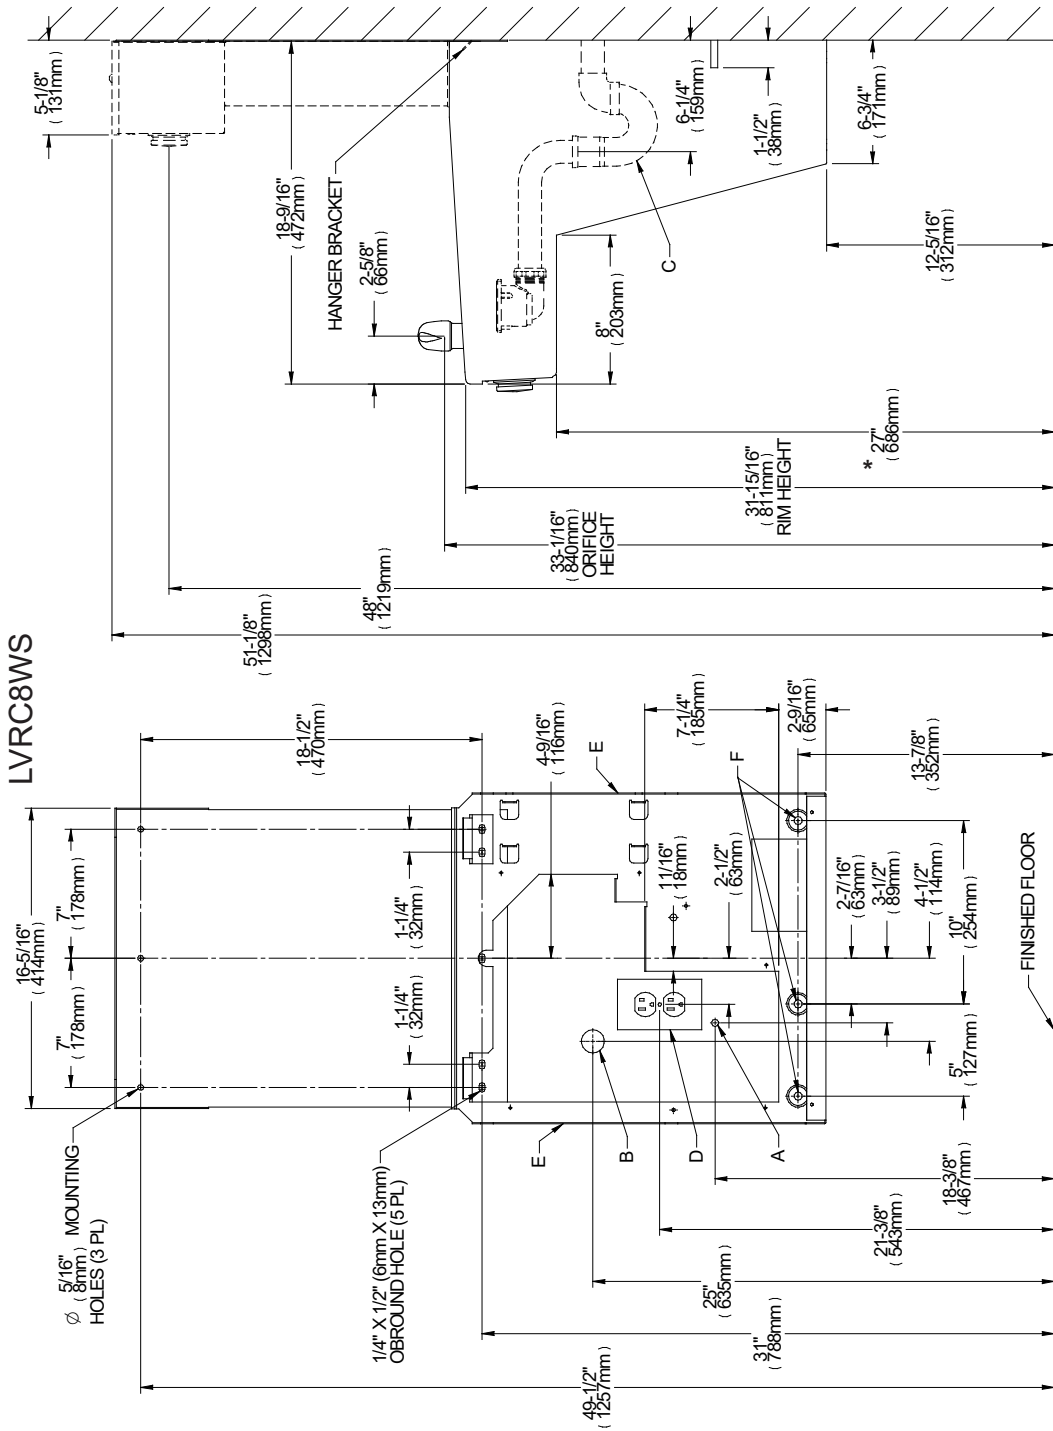 LVRC8WS
5-1/8"
( 131mm )
18-9/16"
( 472mm )
HANGER BRACKET
2-5/8"
( 66mm )
6-1/4"
( 159mm )
1-1/2"
( 38mm )
6-3/4"
( 171mm )
C
8"
( 203mm )
12-5/16"
( 312mm )
* 27"
( 686mm )
31-15/16"
( 811mm )
RIM HEIGHT
33-1/16"
( 840mm )
ORIFICE
HEIGHT
48"
( 1219mm )
51-1/8"
( 1298mm )
16-5/16"
( 414mm )
7"
( 178mm )
7"
( 178mm )
18-1/2"
( 470mm )
1-1/4"
( 32mm )
1-1/4"
( 32mm )
4-9/16"
( 116mm )
E
7-1/4"
( 185mm )
2-9/16"
( 65mm )
F
11/16"
( 18mm )
2-1/2"
( 63mm )
13-7/8"
( 352mm )
2-7/16"
( 63mm )
3-1/2"
( 89mm )
4-1/2"
( 114mm )
10"
( 254mm )
5"
( 127mm )
FINISHED FLOOR
Ø 5/16" MOUNTING
( 8mm )
HOLES (3 PL)
1/4" X 1/2" (6mm X 13mm)
OBROUND HOLE (5 PL)
E
B
D
A
18-3/8"
( 467mm )
21-3/8"
( 543mm )
25"
( 635mm )
31"
( 788mm )
49-1/2"
( 1257mm )